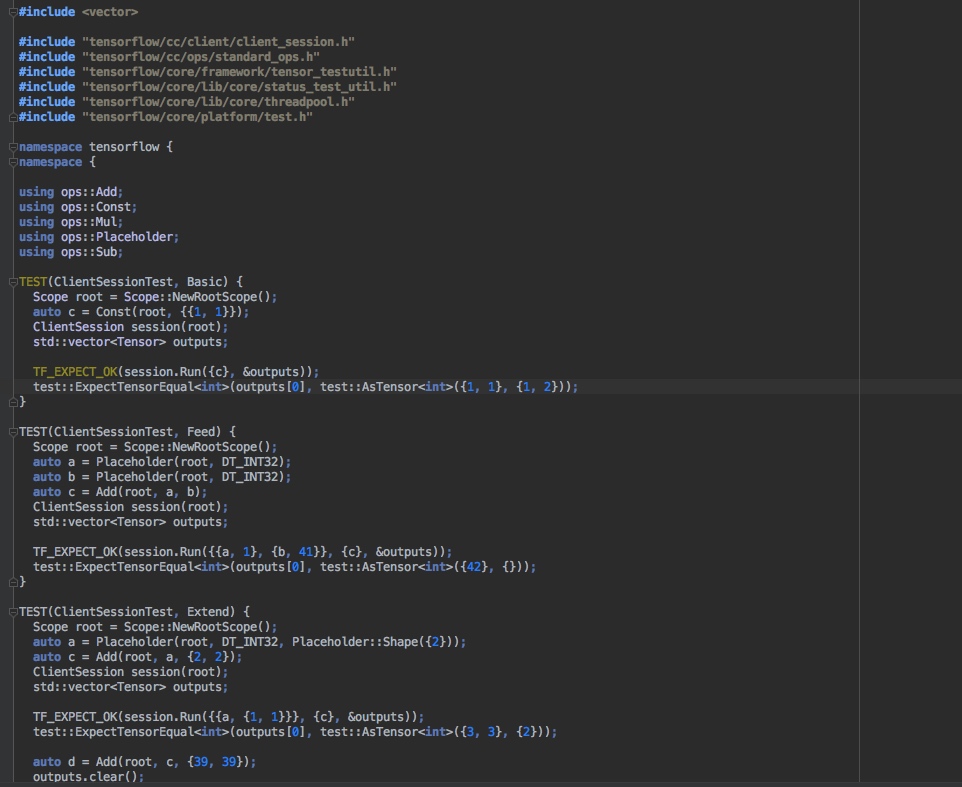 #include <vector>
#include "tensorflow/cc/client/client_session.h"
#include "tensorflow/cc/ops/standard_ops.h"
#include "tensorflow/core/framework/tensor_testutil.h"
#include "tensorflow/core/lib/core/status_test_util.h"
#include "tensorflow/core/lib/core/threadpool.h"
#include "tensorflow/core/platform/test.h"
namespace tensorflow {
namespace {
using ops::Add;
using ops::Const;
using ops::Mul;
using ops::Placeholder;
using ops::Sub;
TEST(ClientSessionTest, Basic) {
  Scope root = Scope::NewRootScope();
  auto c = Const(root, {{1, 1}});
  ClientSession session(root);
  std::vector<Tensor> outputs;
  TF_EXPECT_OK(session.Run({c}, &outputs));
  test::ExpectTensorEqual<int>(outputs[0], test::AsTensor<int>({1, 1}, {1, 2}));
}
TEST(ClientSessionTest, Feed) {
  Scope root = Scope::NewRootScope();
  auto a = Placeholder(root, DT_INT32);
  auto b = Placeholder(root, DT_INT32);
  auto c = Add(root, a, b);
  ClientSession session(root);
  std::vector<Tensor> outputs;
  TF_EXPECT_OK(session.Run({{a, 1}, {b, 41}}, {c}, &outputs));
  test::ExpectTensorEqual<int>(outputs[0], test::AsTensor<int>({42}, {}));
}
TEST(ClientSessionTest, Extend) {
  Scope root = Scope::NewRootScope();
  auto a = Placeholder(root, DT_INT32, Placeholder::Shape({2}));
  auto c = Add(root, a, {2, 2});
  ClientSession session(root);
  std::vector<Tensor> outputs;
  TF_EXPECT_OK(session.Run({{a, {1, 1}}}, {c}, &outputs));
  test::ExpectTensorEqual<int>(outputs[0], test::AsTensor<int>({3, 3}, {2}));
  auto d = Add(root, c, {39, 39});
  outputs.clear();